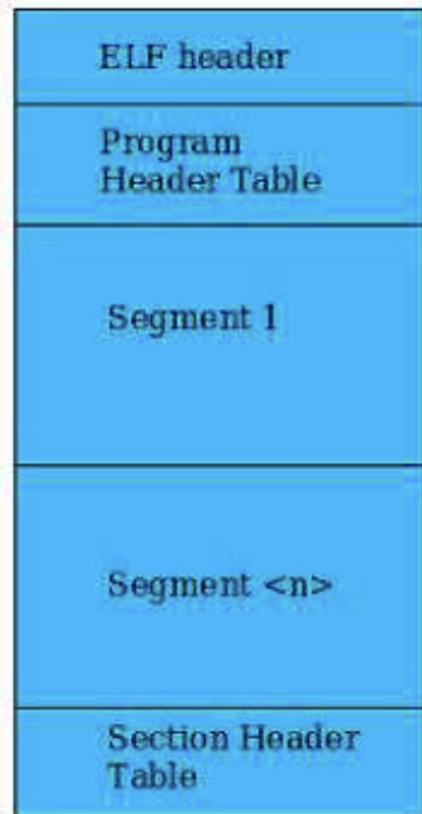 ELF header
Program
Header Table
Segment 1
Segment <n>
Section Header
Table